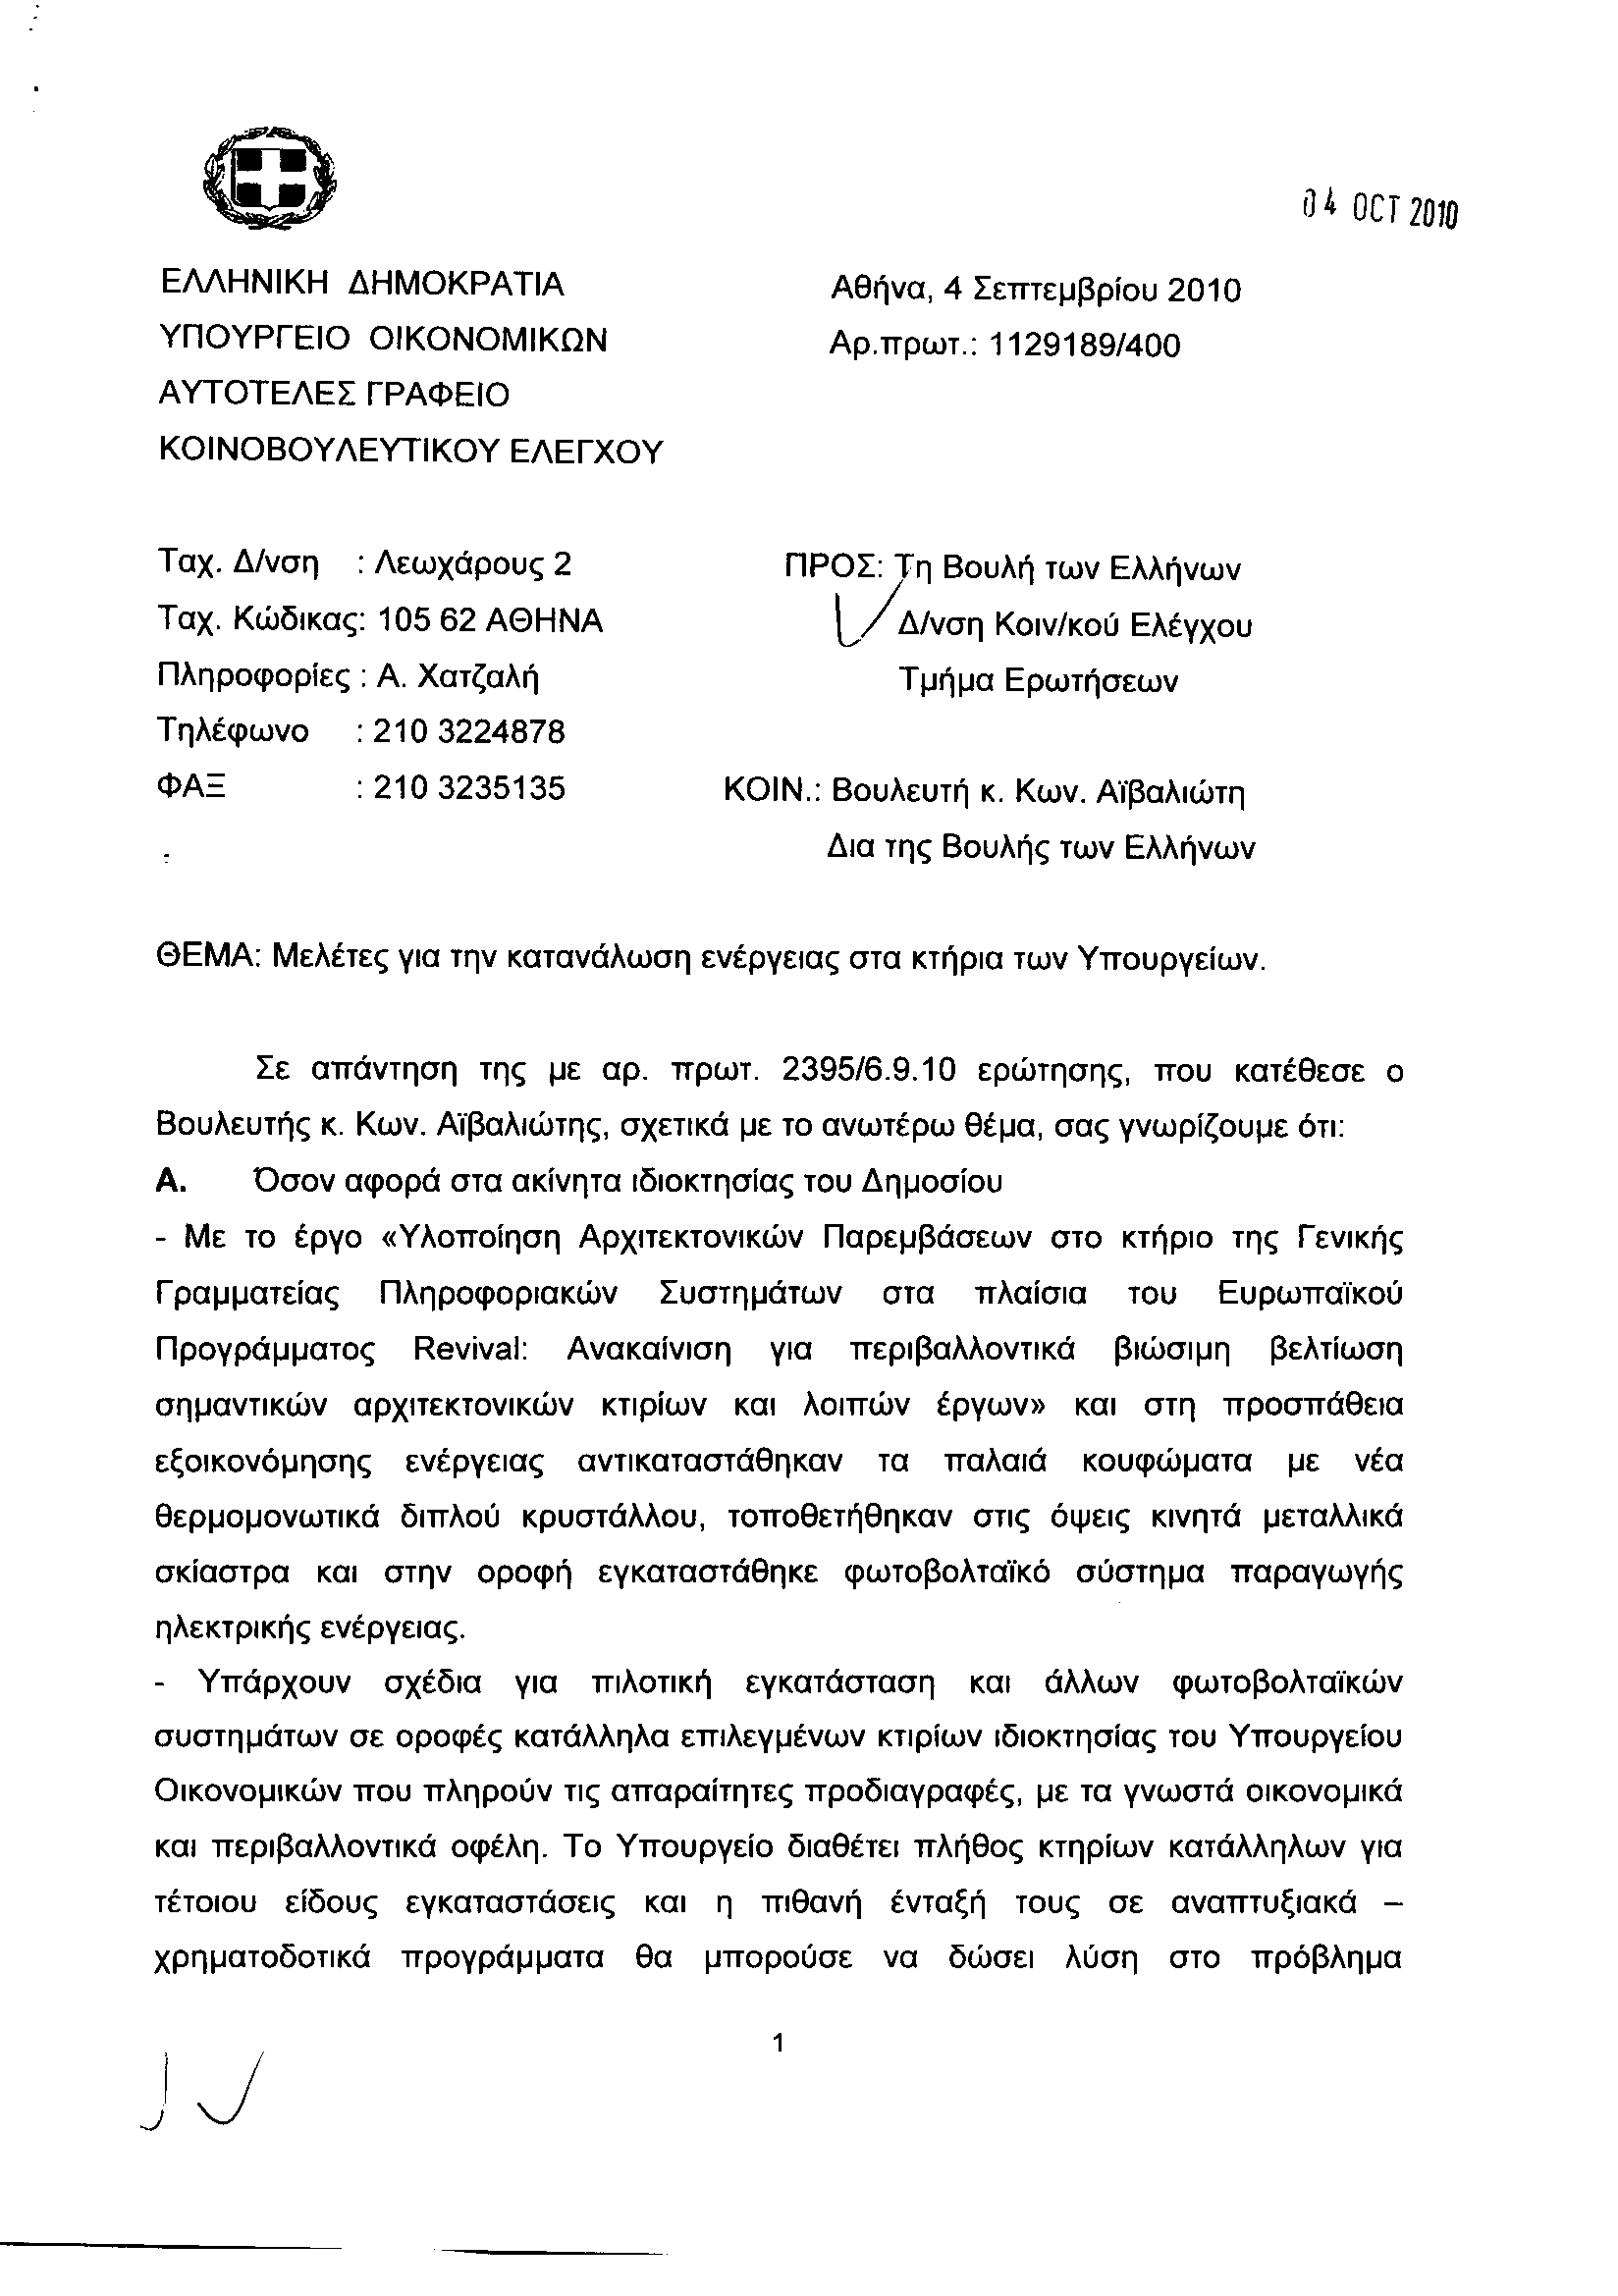 04 OCT 2010
ΕΛΛΗΝΙΚΗ ΔΗΜΟΚΡΑΤΙΑ
ΥΠΟΥΡΓΕΙΟ ΟΙΚΟΝΟΜΙΚΩΝ
ΑΥΤΟΤΕΛΕΣ ΓΡΑΦΕΙΟ
ΚΟΙΝΟΒΟΥΛΕΥΤΙΚΟΥ ΕΛΕΓΧΟΥ
Αθήνα, 4 Σεπτεμβρίου 2010
Αρ.πρωτ.: 1129189/400
Ταχ. Δ/νση : Λεωχάρους 2
Ταχ. Κώδικας: 105 62 ΑΘΗΝΑ
Πληροφορίες : Α. Χατζαλή
Τηλέφωνο : 210 3224878
ΦΑΞ : 210 3235135
ΠΡΟΣ: Τη Βουλή των Ελλήνων
Δ/νση Κοιν/κού Ελέγχου
Τμήμα Ερωτήσεων
ΚΟΙΝ.: Βουλευτή κ. Κων. Αϊβαλιώτη
Δια της Βουλής των Ελλήνων
ΘΕΜΑ: Μελέτες για την κατανάλωση ενέργειας στα κτήρια των Υπουργείων.
Σε απάντηση της με αρ. πρωτ. 2395/6.9.10 ερώτησης, που κατέθεσε ο
Βουλευτής κ. Κων. Αϊβαλιώτης, σχετικά με το ανωτέρω θέμα, σας γνωρίζουμε ότι:
Α. Όσον αφορά στα ακίνητα ιδιοκτησίας του Δημοσίου
- Με το έργο «Υλοποίηση Αρχιτεκτονικών Παρεμβάσεων στο κτήριο της Γενικής
Γραμματείας Πληροφοριακών Συστημάτων στα πλαίσια του Ευρωπαϊκού
Προγράμματος Revival: Ανακαίνιση για περιβαλλοντικά βιώσιμη βελτίωση
σημαντικών αρχιτεκτονικών κτιρίων και λοιπών έργων» και στη προσπάθεια
εξοικονόμησης ενέργειας αντικαταστάθηκαν τα παλαιά κουφώματα με νέα
θερμομονωτικά διπλού κρυστάλλου, τοποθετήθηκαν στις όψεις κινητά μεταλλικά
σκίαστρα και στην οροφή εγκαταστάθηκε φωτοβολταϊκό σύστημα παραγωγής
ηλεκτρικής ενέργειας.
- Υπάρχουν σχέδια για πιλοτική εγκατάσταση και άλλων φωτοβολταϊκών
συστημάτων σε οροφές κατάλληλα επιλεγμένων κτιρίων ιδιοκτησίας του Υπουργείου
Οικονομικών που πληρούν τις απαραίτητες προδιαγραφές, με τα γνωστά οικονομικά
και περιβαλλοντικά οφέλη. Το Υπουργείο διαθέτει πλήθος κτηρίων κατάλληλων για
τέτοιου είδους εγκαταστάσεις και η πιθανή ένταξή τους σε αναπτυξιακά –
χρηματοδοτικά προγράμματα θα μπορούσε να δώσει λύση στο πρόβλημα
1